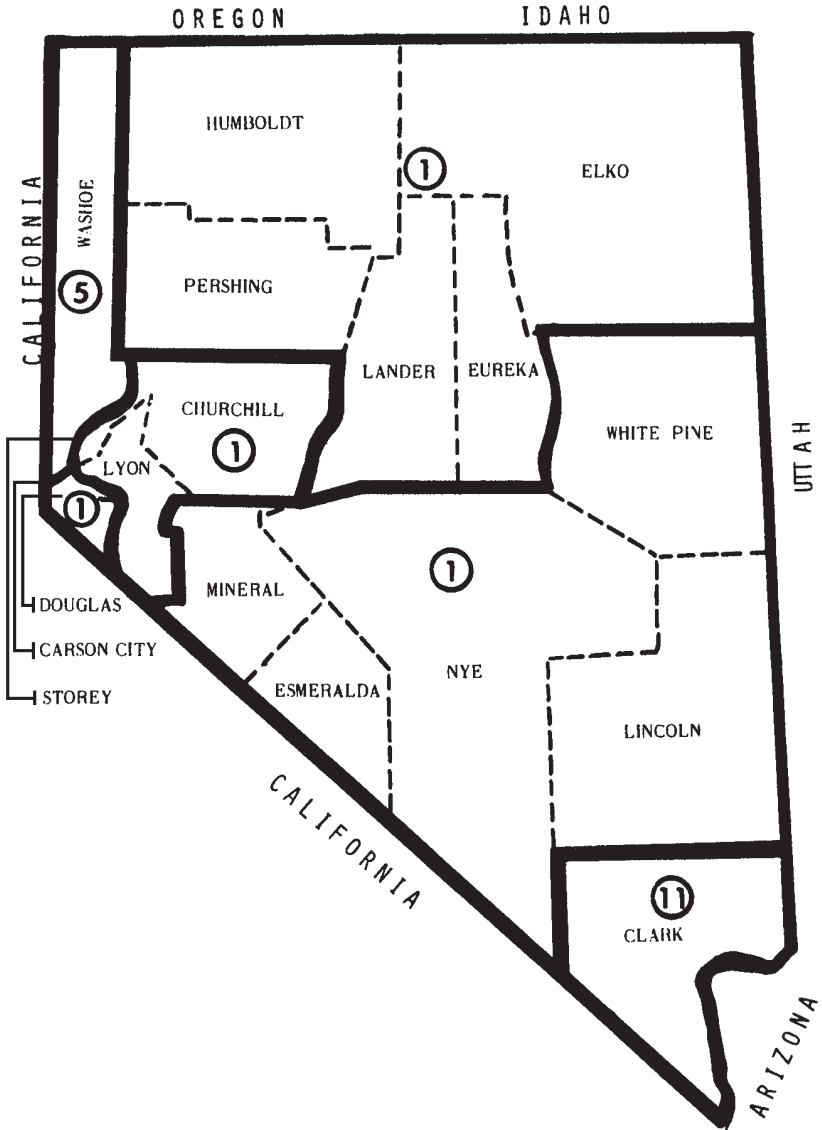 OREGON IDAHO
HUMBOLDT
1
ELKO
CALIFORNIA
WASHOE
5
PERSHING
LANDER
EUREKA
CHURCHILL
1
WHITE PINE
UTAH
LYON
1
MINERAL
1
DOUGLAS
CARSON CITY
STOREY
NYE
ESMERALDA
LINCOLN
CALIFORNIA
11
CLARK
ARIZONA